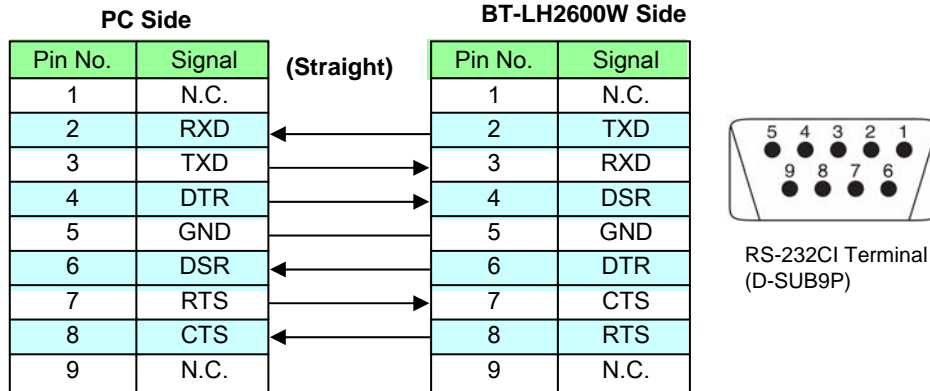 PC Side BT-LH2600W Side
Pin No. Signal (Straight) Pin No. Signal
1 N.C. 1 N.C.
2 RXD 2 TXD
3 TXD 3 RXD
4 DTR 4 DSR
5 GND 5 GND
6 DSR 6 DTR
7 RTS 7 CTS
8 CTS 8 RTS
9 N.C. 9 N.C.
5 4 3 2 1
9 8 7 6
RS-232CI Terminal
(D-SUB9P)